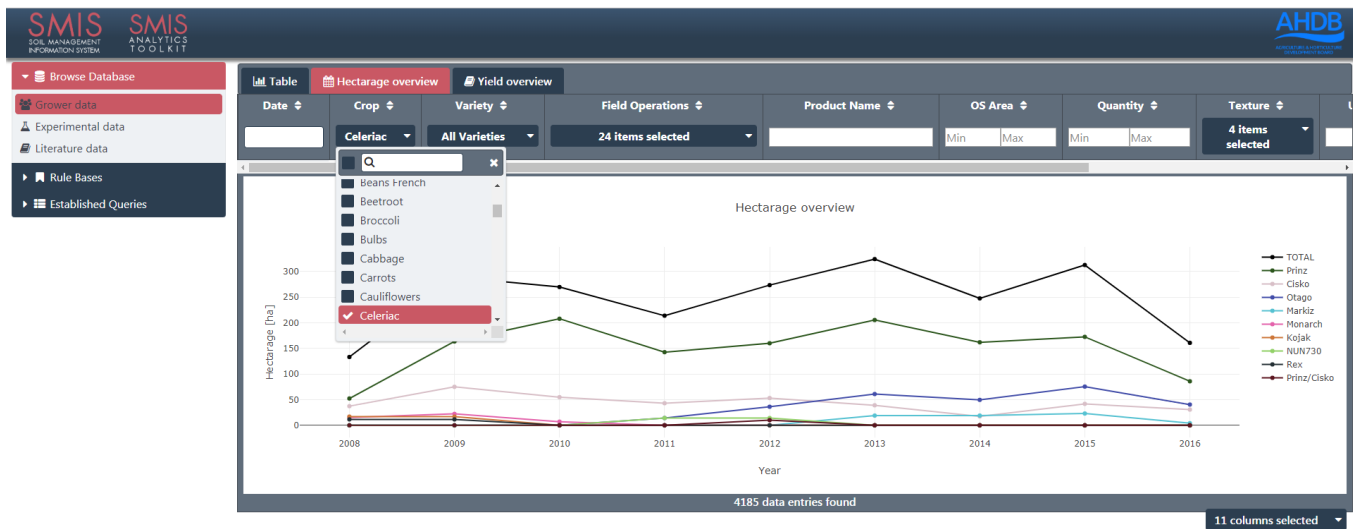 SMIS
SOIL MANAGEMENT
INFORMATION SYSTEM
SMIS
ANALYTICS
TOOLKIT
AHDB
AGRICULTURE & HORTICULTURE
DEVELOPMENT BOARD
Browse Database
Grower data
Experimental data
Literature data
Rule Bases
Established Queries
Table Hectarage overview Yield overview
Date Crop Variety Field Operations Product Name OS Area Quantity Texture
Celeriac All Varieties 24 items selected Min Max Min Max 4 items selected
Beans French
Beetroot
Broccoli
Bulbs
Cabbage
Carrots
Cauliflowers
Celeriac
Hectarage overview
Hectarage [ha]
300
250
200
150
100
50
0
2008 2009 2010 2011 2012 2013 2014 2015 2016
Year
TOTAL
Prinz
Cisko
Otago
Markiz
Monarch
Kojak
NUN730
Rex
Prinz/Cisko
4185 data entries found
11 columns selected